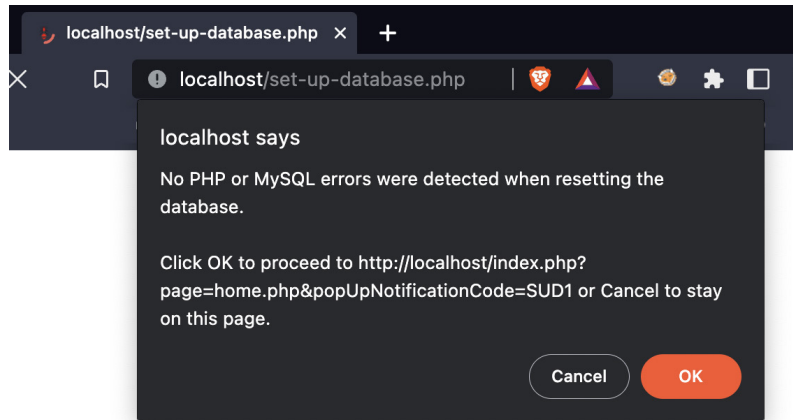 localhost/set-up-database.php
localhost/set-up-database.php
localhost says
No PHP or MySQL errors were detected when resetting the
database.
Click OK to proceed to http://localhost/index.php?
page=home.php&popUpNotificationCode=SUD1 or Cancel to stay
on this page.
Cancel
OK